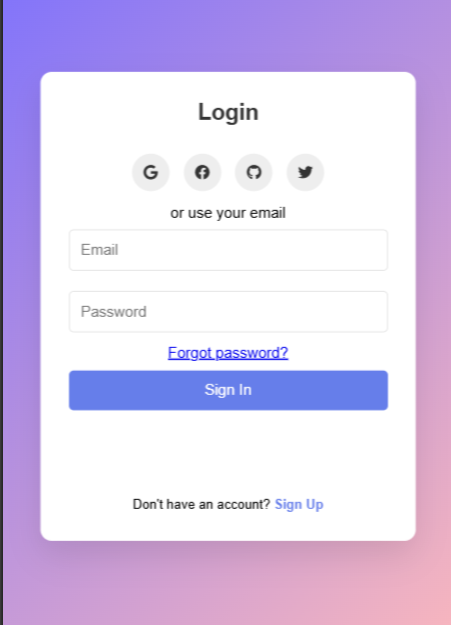 Login
or use your email
Email
Password
Forgot password?
Sign In
Don't have an account? Sign Up